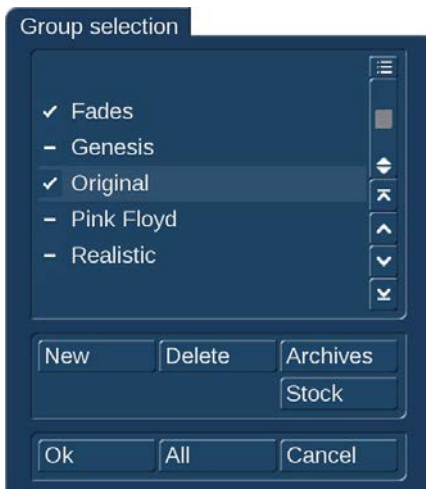 Group selection
Fades
Genesis
Original
Pink Floyd
Realistic
New Delete Archives
Stock
Ok All Cancel